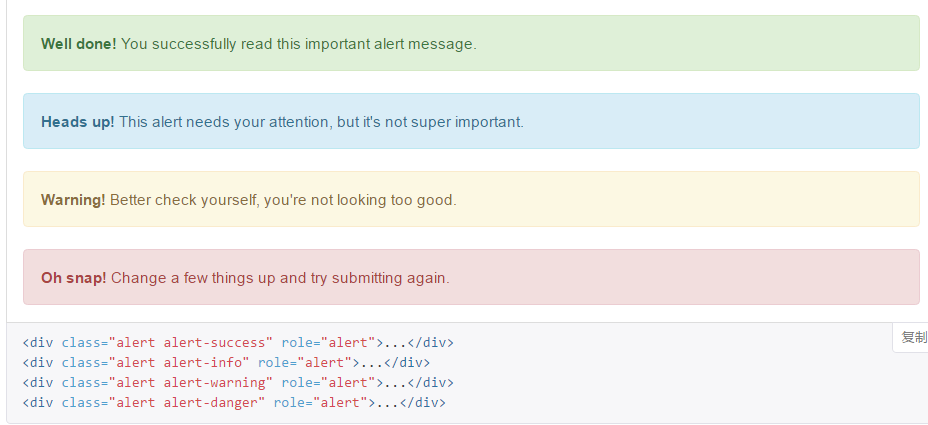 Well done! You successfully read this important alert message.
Heads up! This alert needs your attention, but it's not super important.
Warning! Better check yourself, you're not looking too good.
Oh snap! Change a few things up and try submitting again.
复制
<div class="alert alert-success" role="alert">...</div>
<div class="alert alert-info" role="alert">...</div>
<div class="alert alert-warning" role="alert">...</div>
<div class="alert alert-danger" role="alert">...</div>